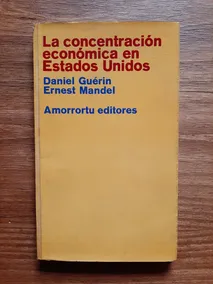 La concentración
económica en
Estados Unidos
Daniel Guérin
Ernest Mandel
Amorrortu editores